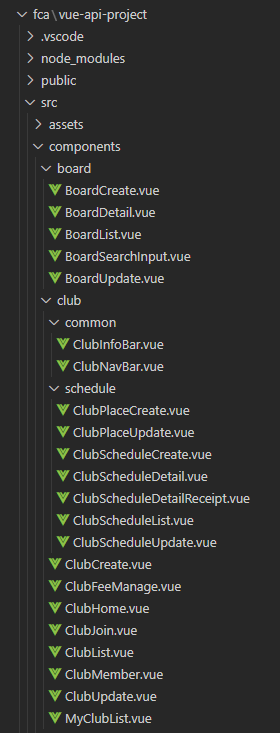 fca\vue-api-project
.vscode
node_modules
public
src
assets
components
board
BoardCreate.vue
BoardDetail.vue
BoardList.vue
BoardSearchInput.vue
BoardUpdate.vue
club
common
ClubInfoBar.vue
ClubNavBar.vue
schedule
ClubPlaceCreate.vue
ClubPlaceUpdate.vue
ClubScheduleCreate.vue
ClubScheduleDetail.vue
ClubScheduleDetailReceipt.vue
ClubScheduleList.vue
ClubScheduleUpdate.vue
ClubCreate.vue
ClubFeeManage.vue
ClubHome.vue
ClubJoin.vue
ClubList.vue
ClubMember.vue
ClubUpdate.vue
MyClubList.vue